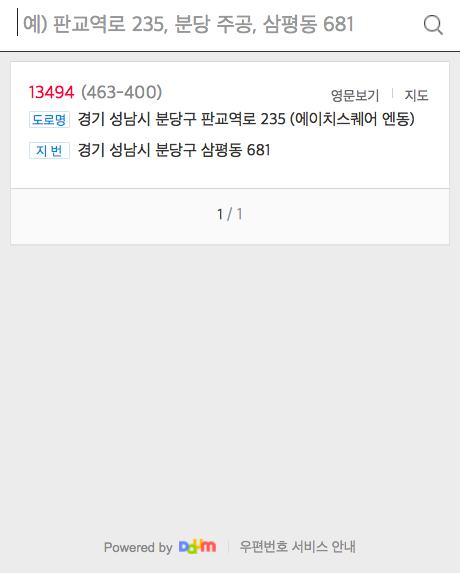 예) 판교역로 235, 분당 주공, 삼평동 681
13494 (463-400) 영문보기 지도
도로명 경기 성남시 분당구 판교역로 235 (에이치스퀘어 엔동)
지번 경기 성남시 분당구 삼평동 681
1 / 1
Powered by Daum 우편번호 서비스 안내